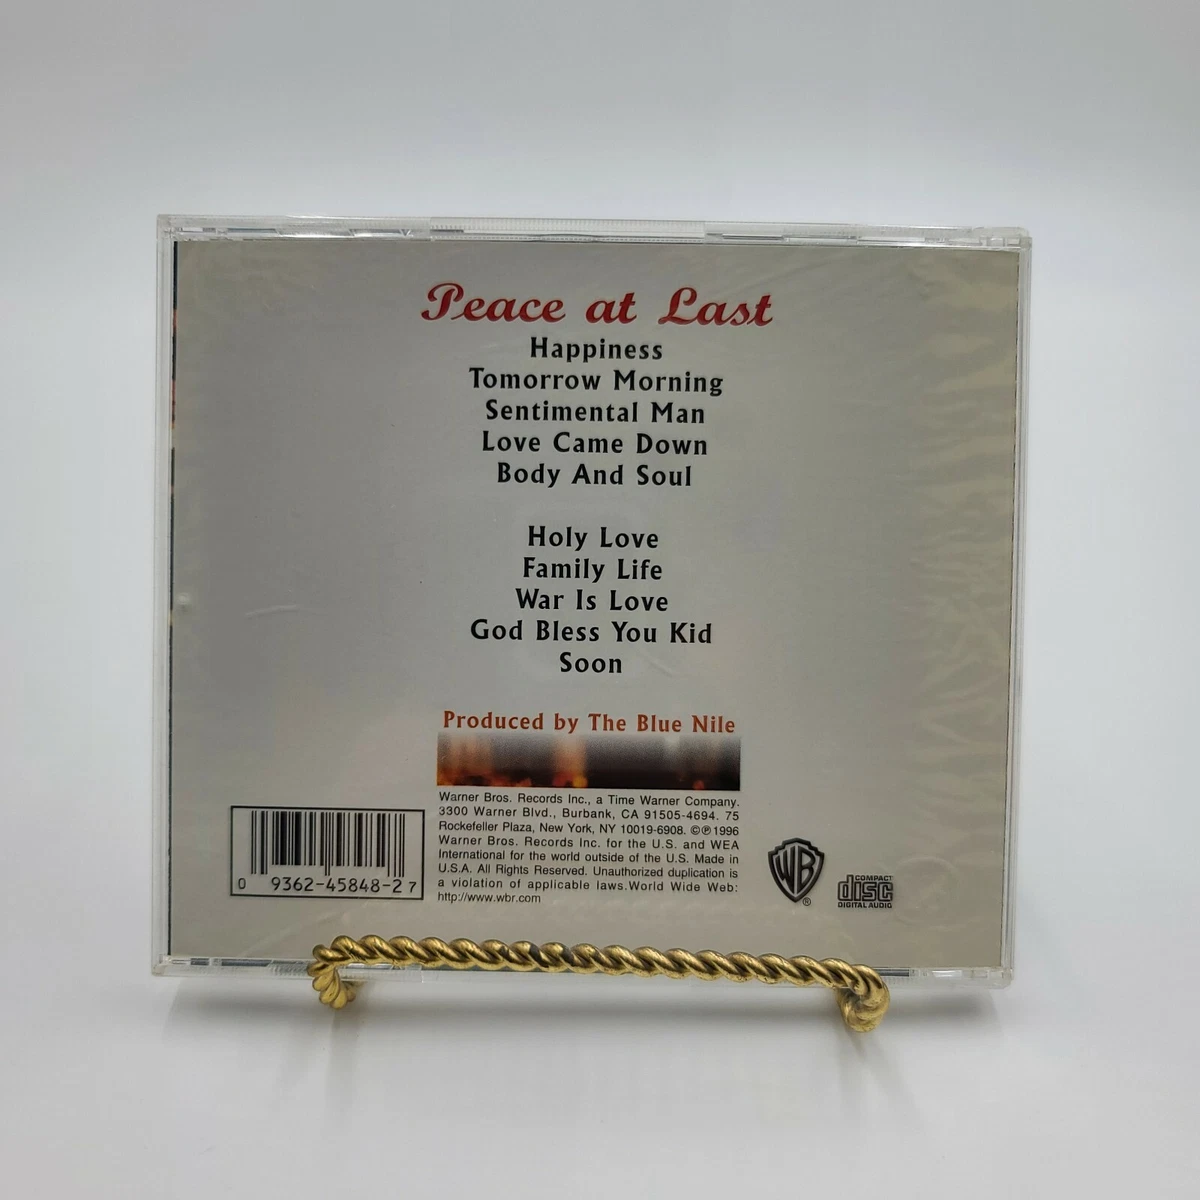 Peace at Last
Happiness
Tomorrow Morning
Sentimental Man
Love Came Down
Body And Soul
Holy Love
Family Life
War Is Love
God Bless You Kid
Soon
Produced by The Blue Nile
Warner Bros. Records Inc., a Time Warner Company.
3300 Warner Blvd., Burbank, CA 91505-4694. 75
Rockefeller Plaza, New York, NY 10019-6908. ©℗1996
Warner Bros. Records Inc. for the U.S. and WEA
International for the world outside of the U.S. Made in
U.S.A. All Rights Reserved. Unauthorized duplication is
a violation of applicable laws.World Wide Web:
http://www.wbr.com
0 9362-45848-2 7
WB®
COMPACT
disc
DIGITAL AUDIO